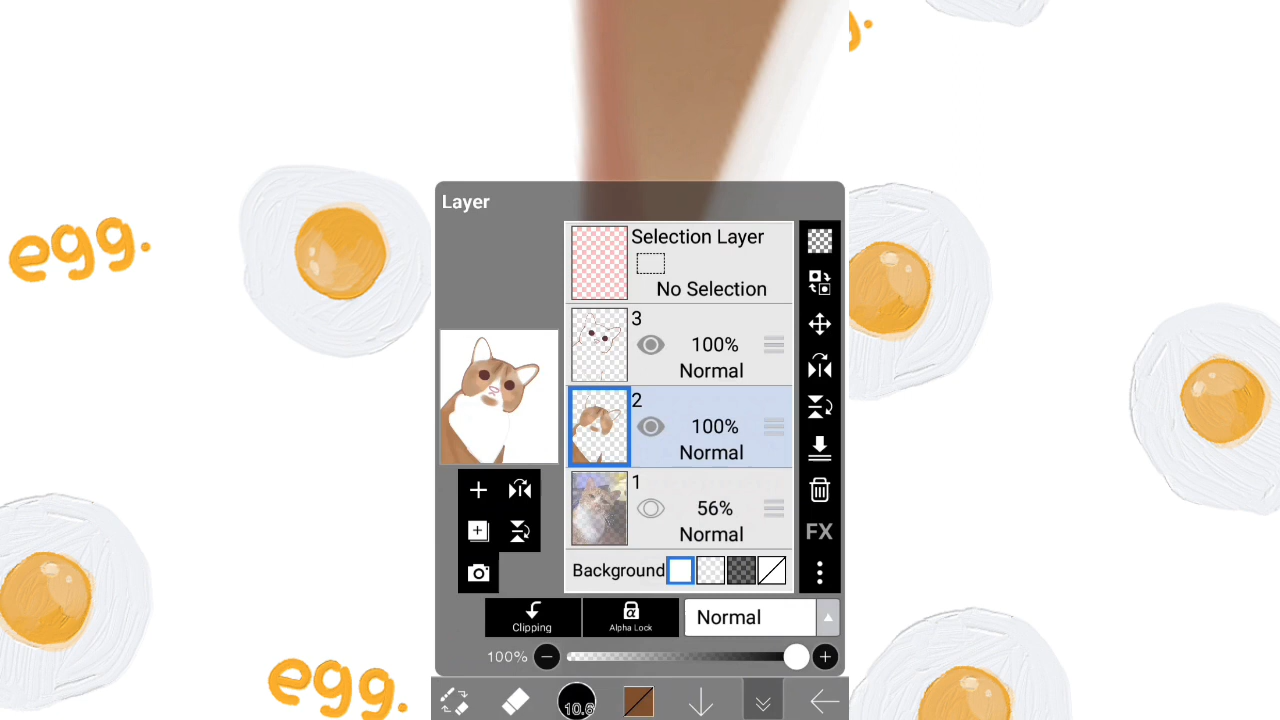 egg.
egg.
Layer
Selection Layer
No Selection
3
100%
Normal
2
100%
Normal
1
56%
Normal
Background
FX
Clipping
α
Alpha Lock
Normal
100%
10.6